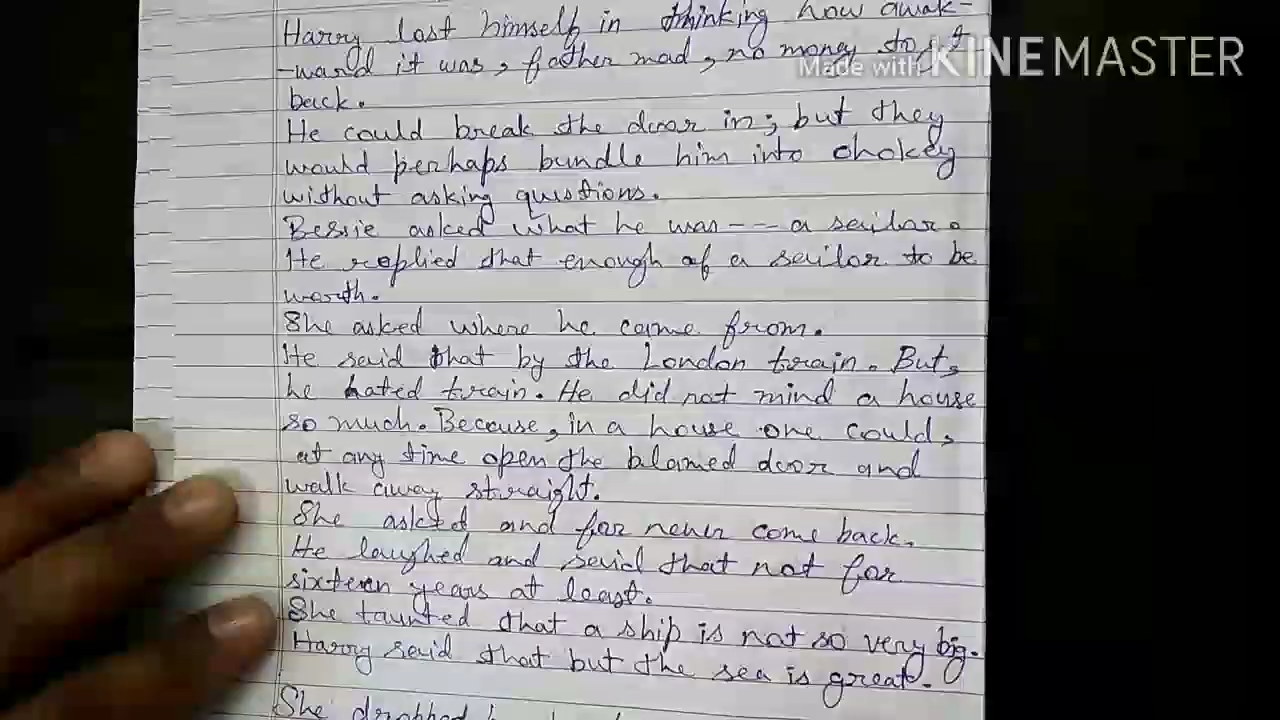 Harry lost himself in thinking how awak-
-ward it was, father mad, no money to get
Made with KINEMASTER
back.
He could break the door in; but they
would perhaps bundle him into chokey
without asking questions.
Bessie asked what he was --- a sailor.
He replied that enough of a sailor to be
worth.
She asked where he came from.
He said that by the London train. But,
he hated train. He did not mind a house
so much. Because, in a house one could,
at any time open the blamed door and
walk away straight.
She asked and for never come back.
He laughed and said that not for
sixteen years at least.
She taunted that a ship is not so very big.
Harry said that but the sea is great.
She dropped